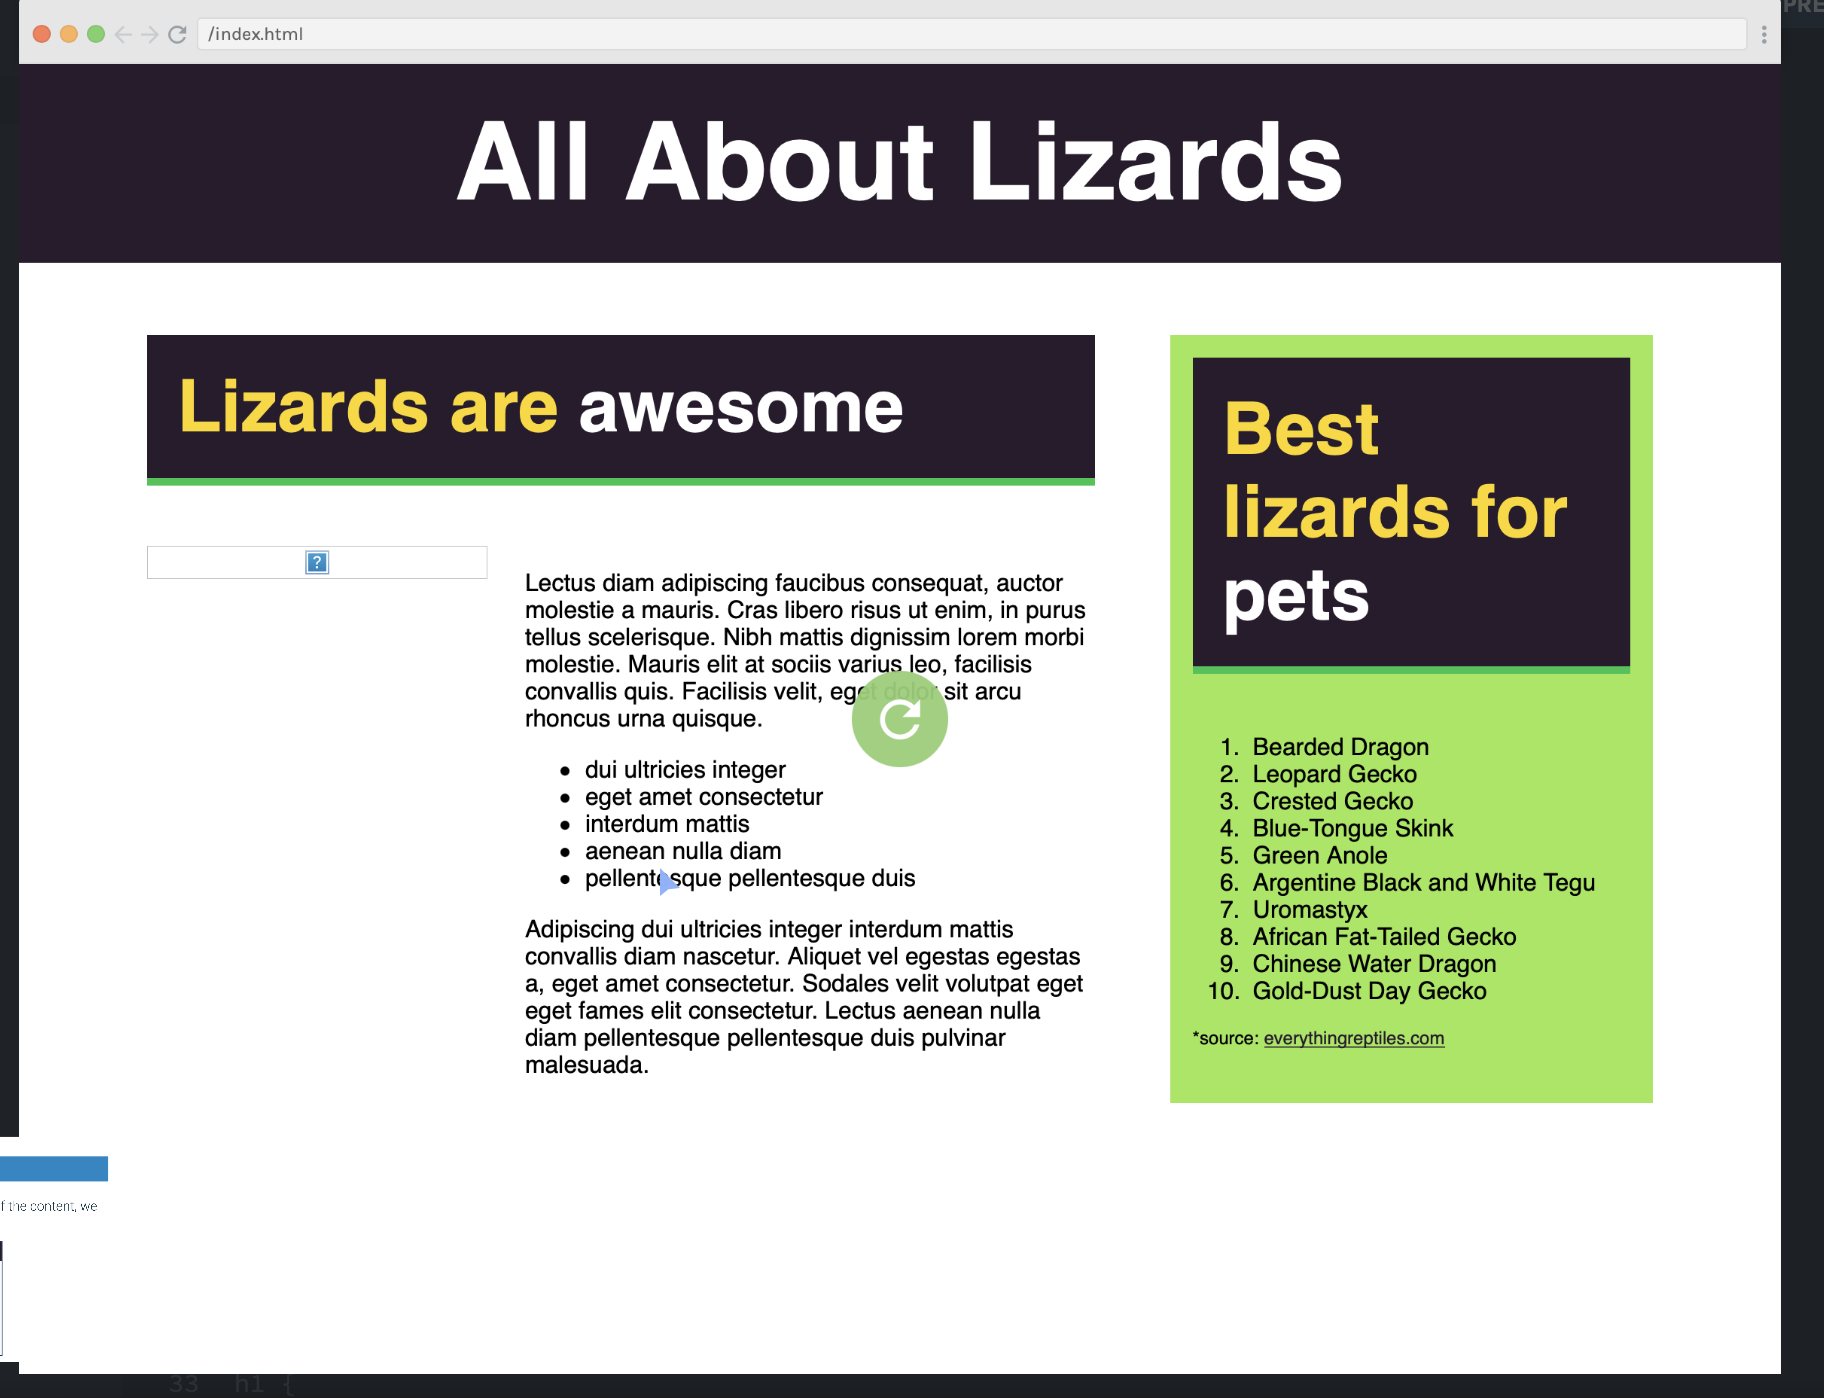 PRE
/index.html
All About Lizards
Lizards are awesome
Lectus diam adipiscing faucibus consequat, auctor
molestie a mauris. Cras libero risus ut enim, in purus
tellus scelerisque. Nibh mattis dignissim lorem morbi
molestie. Mauris elit at sociis varius leo, facilisis
convallis quis. Facilisis velit, eget dolor sit arcu
rhoncus urna quisque.
• dui ultricies integer
• eget amet consectetur
• interdum mattis
• aenean nulla diam
• pellentesque pellentesque duis
Adipiscing dui ultricies integer interdum mattis
convallis diam nascetur. Aliquet vel egestas egestas
a, eget amet consectetur. Sodales velit volutpat eget
eget fames elit consectetur. Lectus aenean nulla
diam pellentesque pellentesque duis pulvinar
malesuada.
Best
lizards for
pets
1. Bearded Dragon
2. Leopard Gecko
3. Crested Gecko
4. Blue-Tongue Skink
5. Green Anole
6. Argentine Black and White Tegu
7. Uromastyx
8. African Fat-Tailed Gecko
9. Chinese Water Dragon
10. Gold-Dust Day Gecko
*source: everythingreptiles.com
f the content, we
33 h1 {